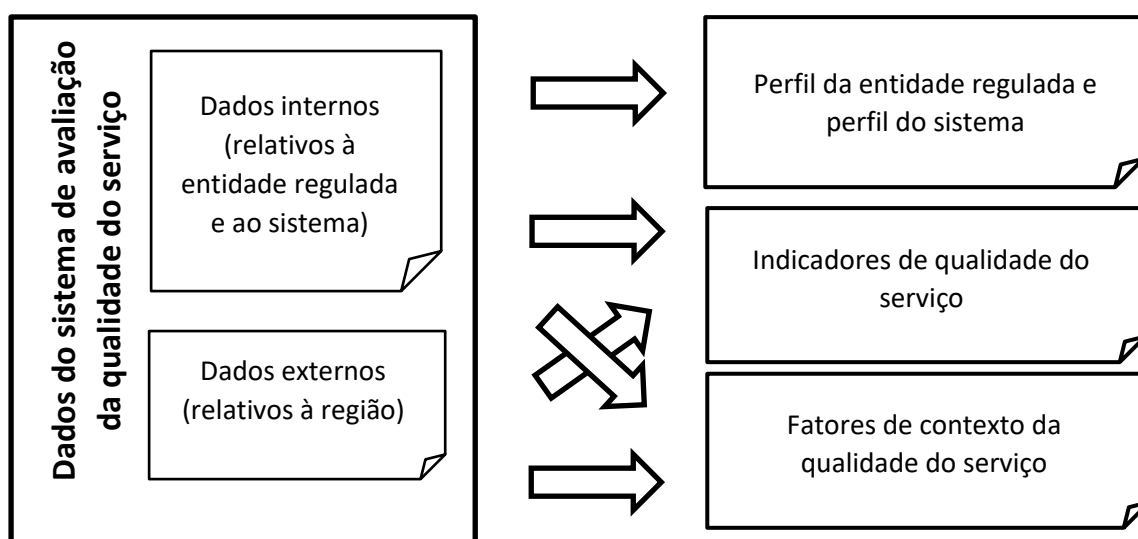 Dados do sistema de avaliação
da qualidade do serviço
Dados internos
(relativos à
entidade regulada
e ao sistema)
Dados externos
(relativos à região)
Perfil da entidade regulada e
perfil do sistema
Indicadores de qualidade do
serviço
Fatores de contexto da
qualidade do serviço